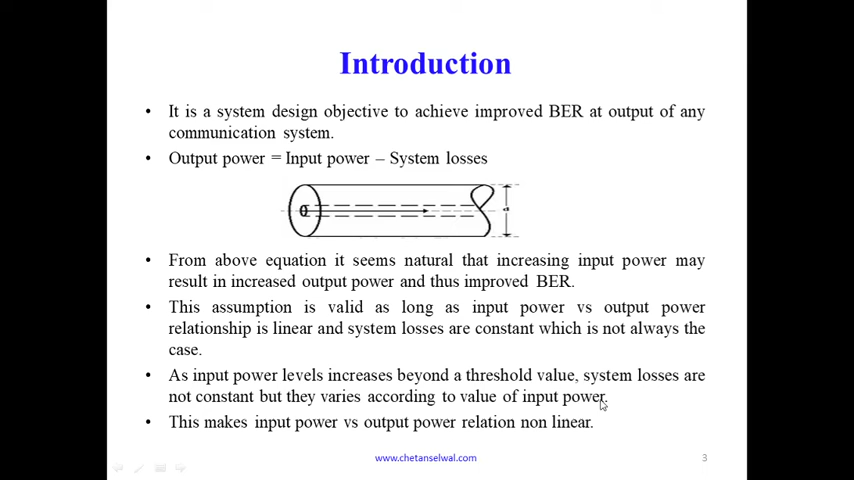 Introduction
• It is a system design objective to achieve improved BER at output of any
communication system.
• Output power = Input power – System losses
• From above equation it seems natural that increasing input power may
result in increased output power and thus improved BER.
• This assumption is valid as long as input power vs output power
relationship is linear and system losses are constant which is not always the
case.
• As input power levels increases beyond a threshold value, system losses are
not constant but they varies according to value of input power.
• This makes input power vs output power relation non linear.
www.chetanselwal.com
3